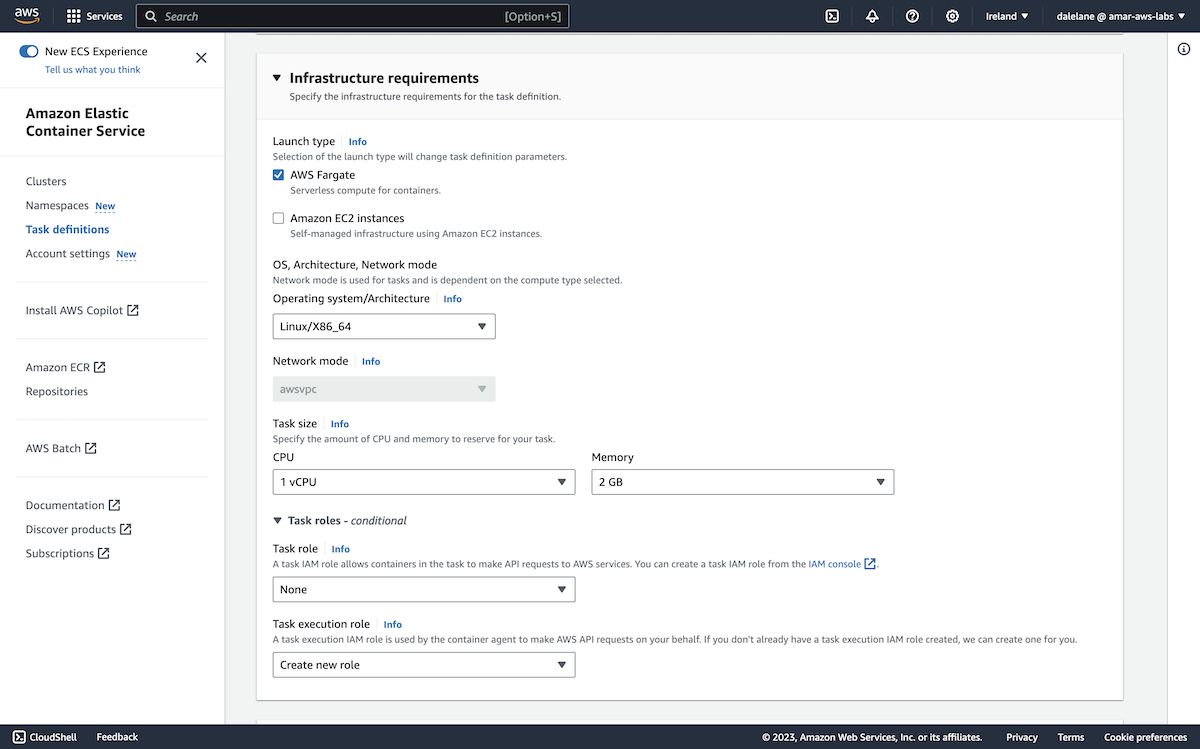 aws
Services
Search
[Option+S]
Ireland
dalelane @ amar-aws-labs
New ECS Experience
Tell us what you think
Amazon Elastic
Container Service
Clusters
Namespaces New
Task definitions
Account settings New
Install AWS Copilot
Amazon ECR
Repositories
AWS Batch
Documentation
Discover products
Subscriptions
Infrastructure requirements
Specify the infrastructure requirements for the task definition.
Launch type Info
Selection of the launch type will change task definition parameters.
AWS Fargate
Serverless compute for containers.
Amazon EC2 instances
Self-managed infrastructure using Amazon EC2 instances.
OS, Architecture, Network mode
Network mode is used for tasks and is dependent on the compute type selected.
Operating system/Architecture Info
Linux/X86_64
Network mode Info
awsvpc
Task size Info
Specify the amount of CPU and memory to reserve for your task.
CPU Memory
1 vCPU 2 GB
Task roles - conditional
Task role Info
A task IAM role allows containers in the task to make API requests to AWS services. You can create a task IAM role from the IAM console.
None
Task execution role Info
A task execution IAM role is used by the container agent to make AWS API requests on your behalf. If you don't already have a task execution IAM role created, we can create one for you.
Create new role
CloudShell
Feedback
© 2023, Amazon Web Services, Inc. or its affiliates.
Privacy
Terms
Cookie preferences